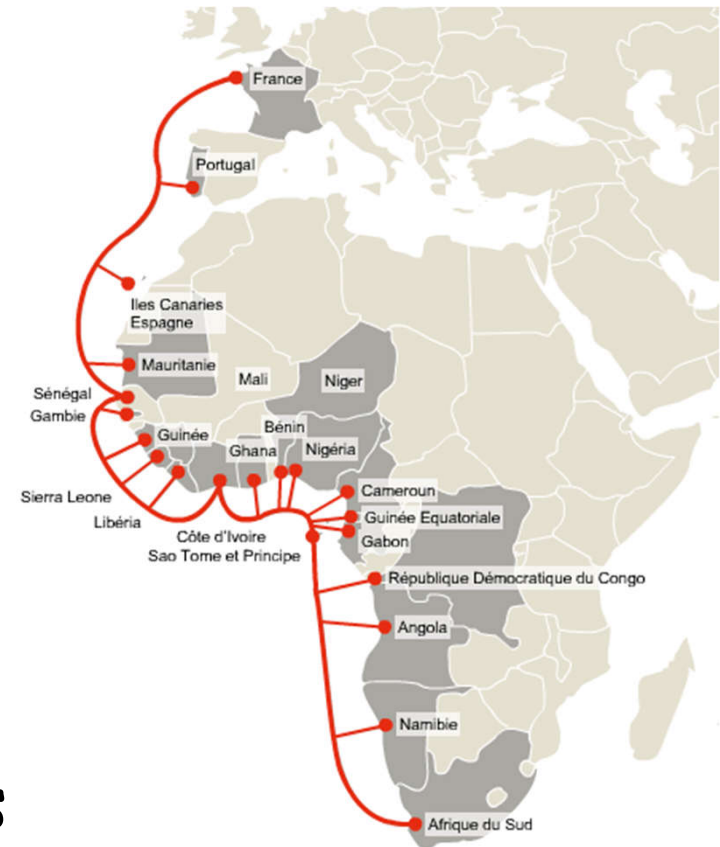 France
Portugal
Iles Canaries
Espagne
Mauritanie
Mali
Niger
Sénégal
Gambie
Guinée
Bénin
Ghana
Nigéria
Sierra Leone
Libéria
Côte d'Ivoire
Sao Tome et Principe
Cameroun
Guinée Equatoriale
Gabon
République Démocratique du Congo
Angola
Namibie
Afrique du Sud